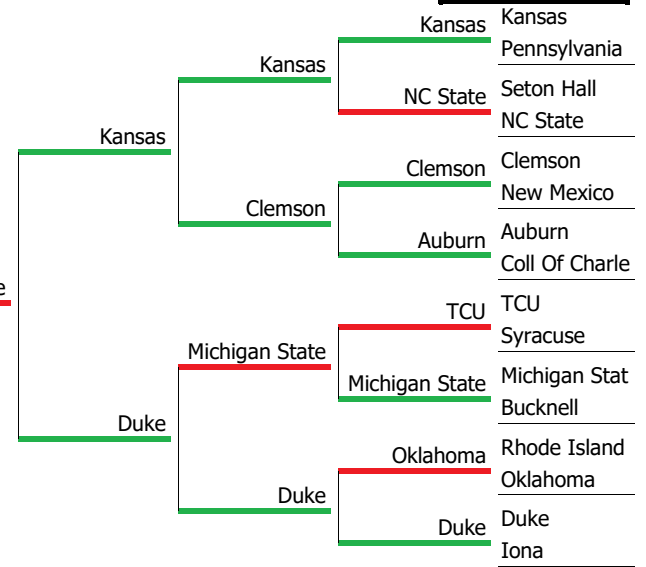 Kansas
Kansas
Pennsylvania
Kansas
NC State
Seton Hall
NC State
Kansas
Clemson
Clemson
New Mexico
Clemson
Auburn
Auburn
Coll Of Charle
e
TCU
TCU
Syracuse
Michigan State
Michigan State
Michigan Stat
Bucknell
Duke
Oklahoma
Rhode Island
Oklahoma
Duke
Duke
Duke
Iona